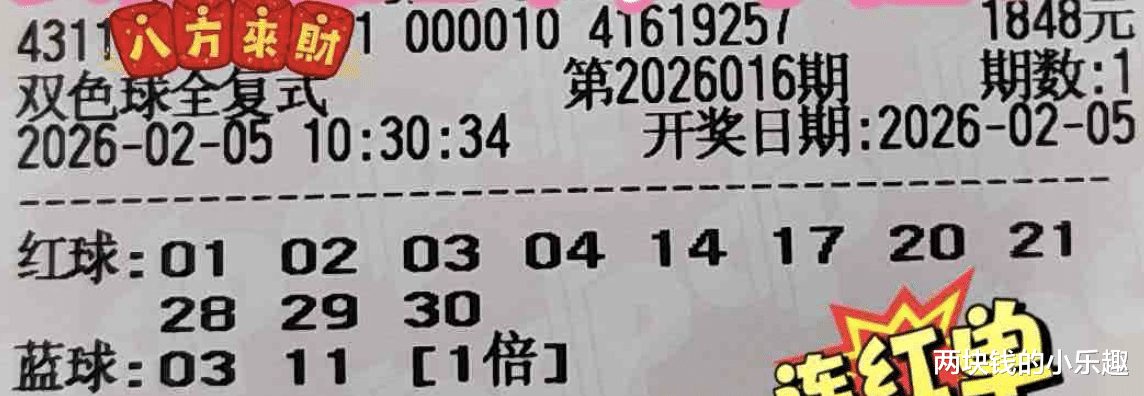 4311 八方來財 1 000010 41619257 1848元
双色球全复式 第2026016期 期数:1
2026-02-05 10:30:34 开奖日期:2026-02-05
红球:01 02 03 04 14 17 20 21
28 29 30
蓝球:03 11 [1倍]
连红单
两块钱的小乐趣